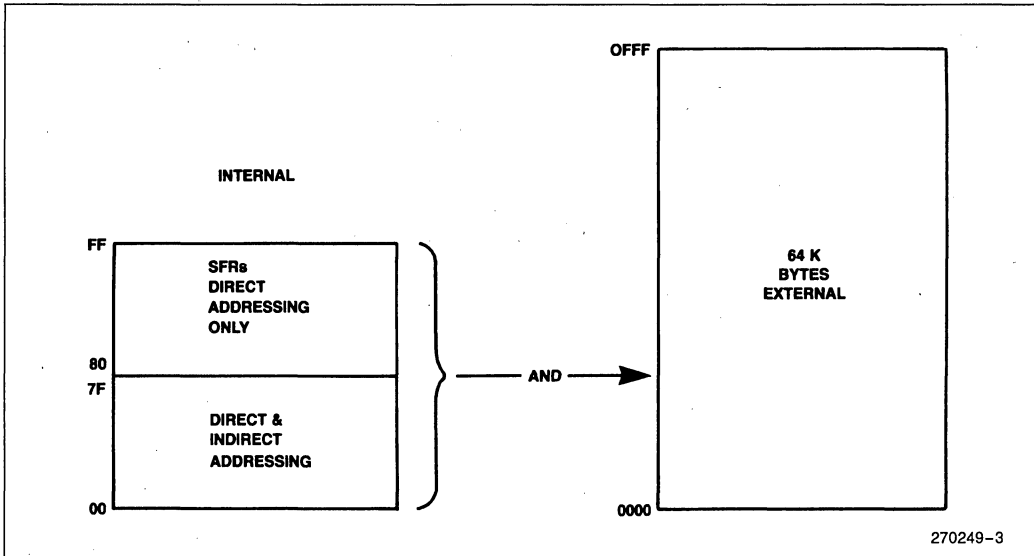 INTERNAL
FF
SFRs
DIRECT
ADDRESSING
ONLY
80
7F
DIRECT &
INDIRECT
ADDRESSING
00
AND
OFFF
64 K
BYTES
EXTERNAL
0000
270249-3